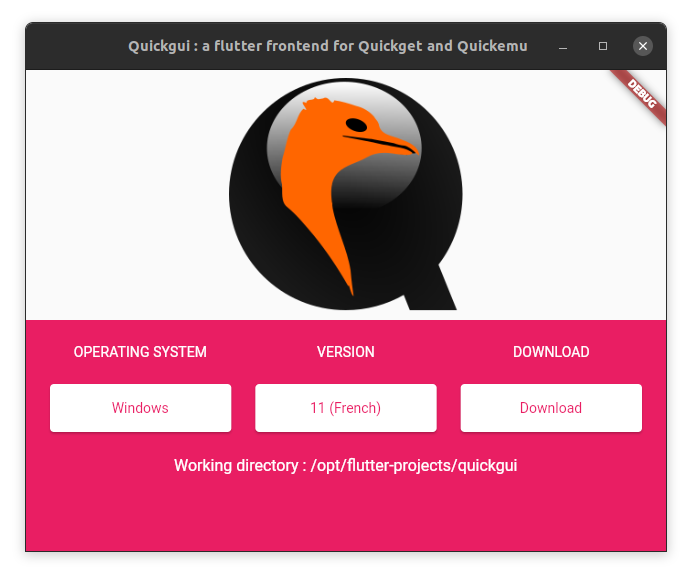 Quickgui : a flutter frontend for Quickget and Quickemu
DEBUG
OPERATING SYSTEM
VERSION
DOWNLOAD
Windows
11 (French)
Download
Working directory : /opt/flutter-projects/quickgui